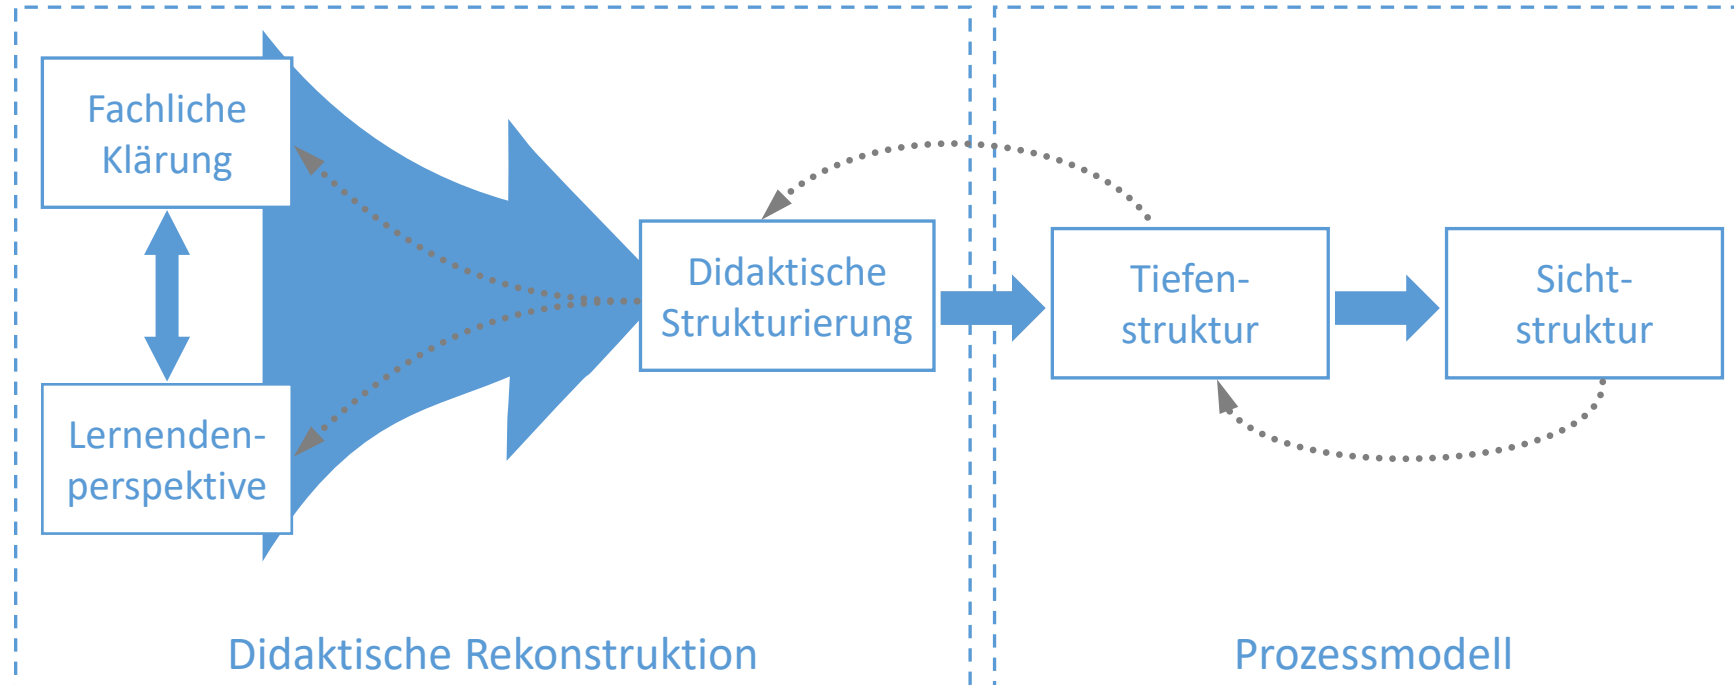 Fachliche
Klärung
Lernenden-
perspektive
Didaktische
Strukturierung
Tiefen-
struktur
Sicht-
struktur
Didaktische Rekonstruktion
Prozessmodell